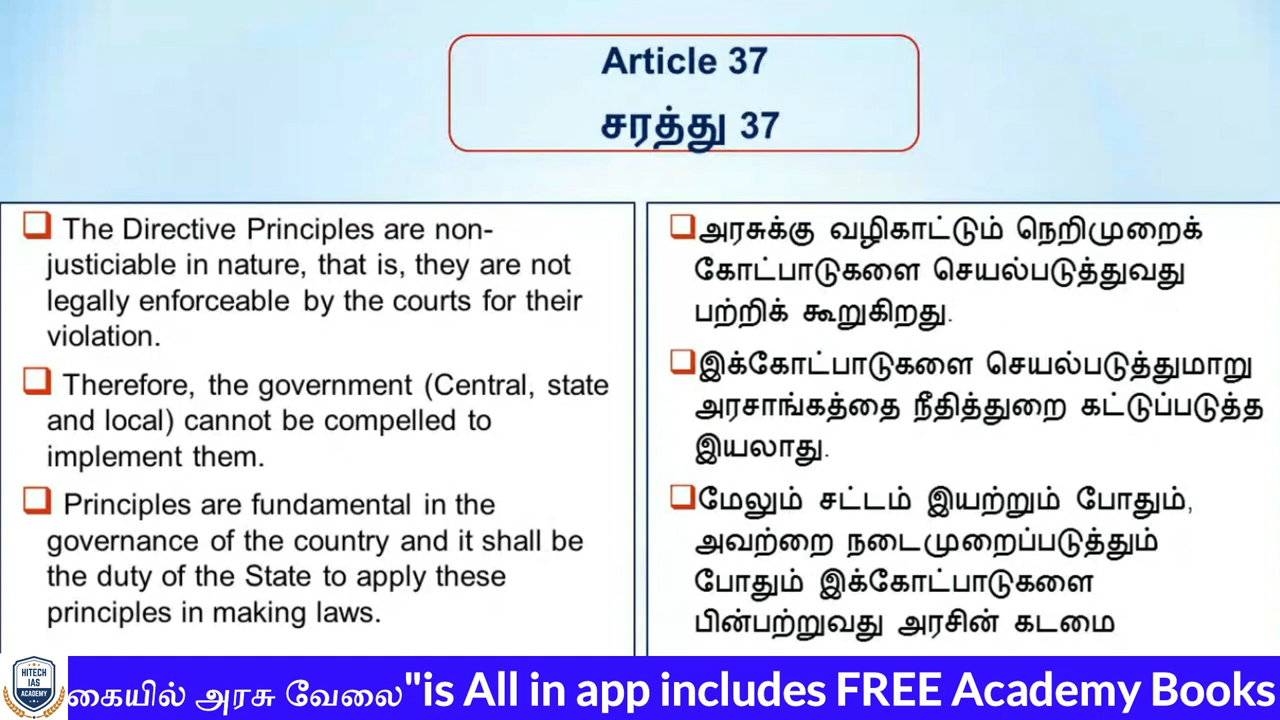 Article 37
சரத்து 37
The Directive Principles are non-
justiciable in nature, that is, they are not
legally enforceable by the courts for their
violation.
Therefore, the government (Central, state
and local) cannot be compelled to
implement them.
Principles are fundamental in the
governance of the country and it shall be
the duty of the State to apply these
principles in making laws.
அரசுக்கு வழிகாட்டும் நெறிமுறைக்
கோட்பாடுகளை செயல்படுத்துவது
பற்றிக் கூறுகிறது.
இக்கோட்பாடுகளை செயல்படுத்துமாறு
அரசாங்கத்தை நீதித்துறை கட்டுப்படுத்த
இயலாது.
மேலும் சட்டம் இயற்றும் போதும்,
அவற்றை நடைமுறைப்படுத்தும்
போதும் இக்கோட்பாடுகளை
பின்பற்றுவது அரசின் கடமை
HITECH
IAS
ACADEMY
கையில் அரசு வேலை"is All in app includes FREE Academy Books